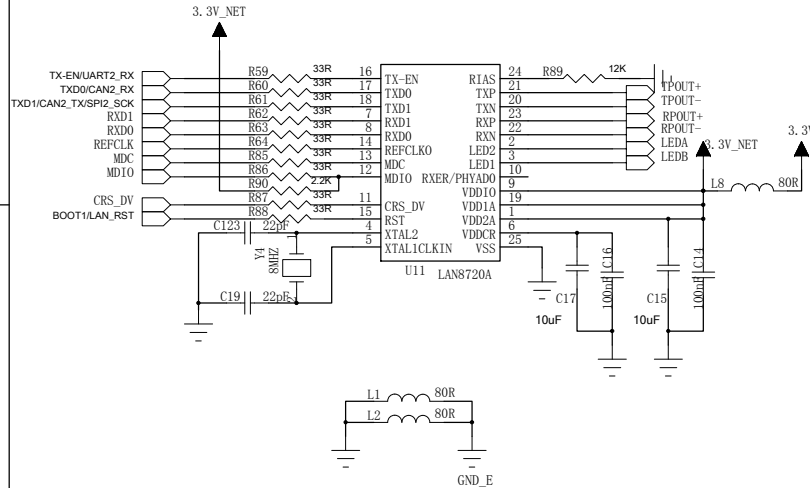 3.3V_NET
TX-EN/UART2_RX R59 33R 16 TX-EN RIAS 24 R89 12K
TXD0/CAN2_RX R60 33R 17 TXD0 TXP 21 TPOUT+
TXD1/CAN2_TX/SPI2_SCK R61 33R 18 TXD1 TXN 20 TPOUT-
RXD1 R62 33R 7 RXD1 RXP 23 RPOUT+
RXD0 R63 33R 8 RXD0 RXN 22 RPOUT-
REFCLK R64 33R 14 REFCLKO LED2 2 LEDA
MDC R85 33R 13 MDC LED1 3 LEDB
MDIO R86 33R 12 MDIO RXER/PHYAD0 10
3.3V_NET
3.3V
R90 2.2K VDDIO 9 L8 80R
CRS_DV R87 33R 11 CRS_DV VDD1A 19
BOOT1/LAN_RST R88 33R 15 RST VDD2A 1
C123 22pF 1 4 XTAL2 VDDCR 6
Y4 8MHZ 5 XTAL1CLKIN VSS 25
U11 LAN8720A
C19 22pF 2
C17 10uF
C16 100nF
C15 10uF
C14 100nF
L1 80R
L2 80R
GND_E